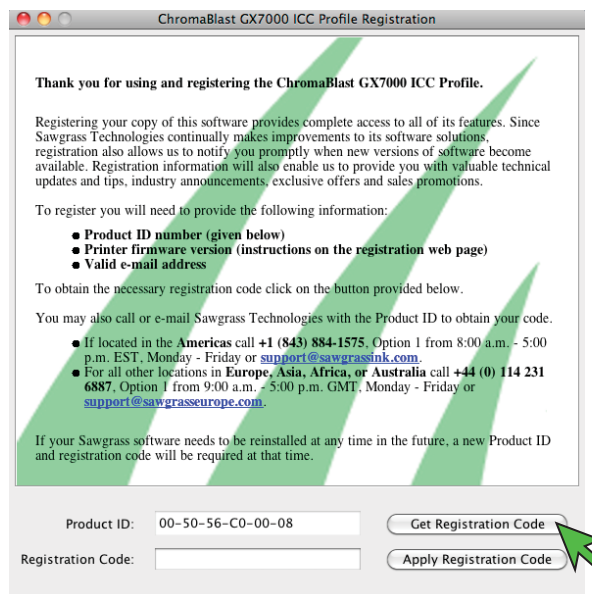 ChromaBlast GX7000 ICC Profile Registration
Thank you for using and registering the ChromaBlast GX7000 ICC Profile.
Registering your copy of this software provides complete access to all of its features. Since
Sawgrass Technologies continually makes improvements to its software solutions,
registration also allows us to notify you promptly when new versions of software become
available. Registration information will also enable us to provide you with valuable technical
updates and tips, industry announcements, exclusive offers and sales promotions.
To register you will need to provide the following information:
● Product ID number (given below)
● Printer firmware version (instructions on the registration web page)
● Valid e-mail address
To obtain the necessary registration code click on the button provided below.
You may also call or e-mail Sawgrass Technologies with the Product ID to obtain your code.
● If located in the Americas call +1 (843) 884-1575, Option 1 from 8:00 a.m. - 5:00
p.m. EST, Monday - Friday or support@sawgrassink.com.
● For all other locations in Europe, Asia, Africa, or Australia call +44 (0) 114 231
6887, Option 1 from 9:00 a.m. - 5:00 p.m. GMT, Monday - Friday or
support@sawgrasseurope.com.
If your Sawgrass software needs to be reinstalled at any time in the future, a new Product ID
and registration code will be required at that time.
Product ID: 00-50-56-C0-00-08 Get Registration Code
Registration Code: Apply Registration Code